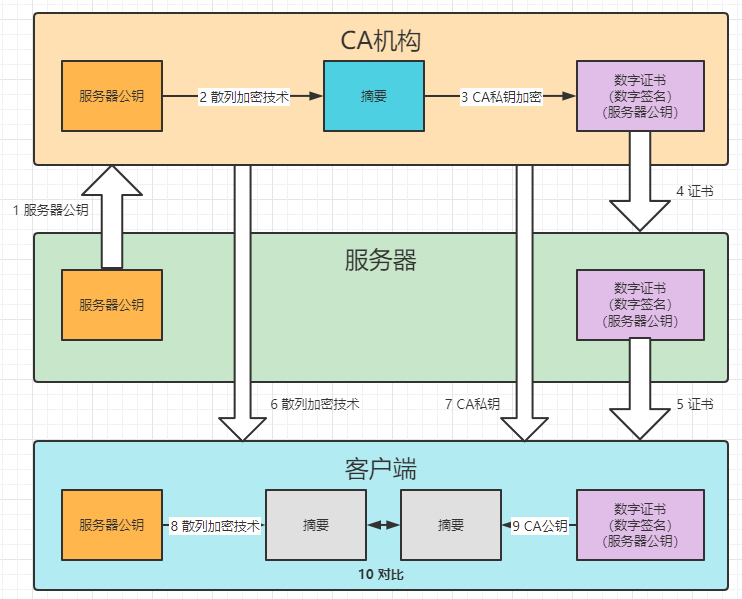 CA机构
服务器公钥
2 散列加密技术
摘要
3 CA私钥加密
数字证书
（数字签名）
（服务器公钥）
1 服务器公钥
4 证书
服务器
服务器公钥
数字证书
（数字签名）
（服务器公钥）
6 散列加密技术
7 CA私钥
5 证书
客户端
服务器公钥
8 散列加密技术
摘要
摘要
9 CA公钥
数字证书
（数字签名）
（服务器公钥）
10 对比